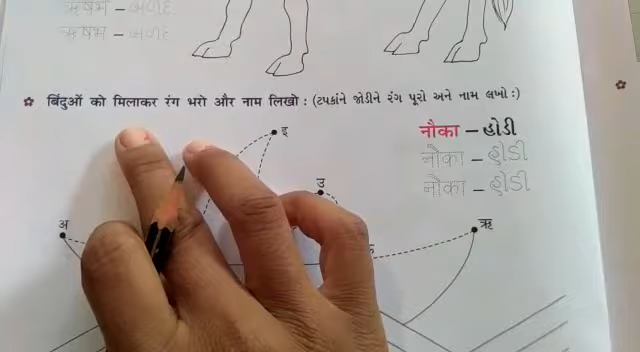 ऋषभ – બળદ
ऋषभ – બળદ
बिंदुओं को मिलाकर रंग भरो और नाम लिखो : (ટપકાંને જોડીને રંગ પૂરો અને નામ લખો :)
नौका – હોડી
नौका – હોડી
नौका – હોડી
इ
उ
अ
ऋ